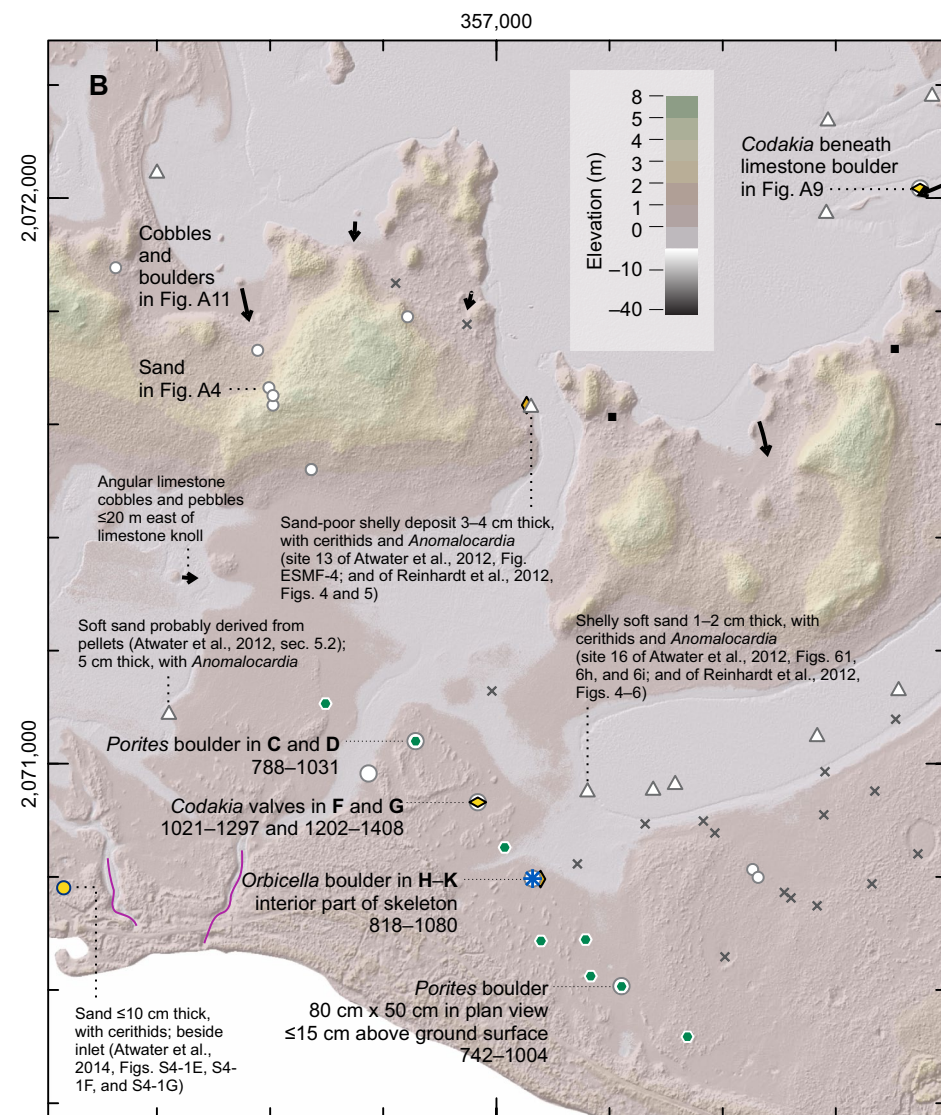 357,000
B
8
5
4
3
2
1
0
–10
–40
Elevation (m)
Codakia beneath
limestone boulder
in Fig. A9
2,072,000
Cobbles
and
boulders
in Fig. A11
Sand
in Fig. A4
Angular limestone
cobbles and pebbles
≤20 m east of
limestone knoll
Sand-poor shelly deposit 3–4 cm thick,
with cerithids and Anomalocardia
(site 13 of Atwater et al., 2012, Fig.
ESMF-4; and of Reinhardt et al., 2012,
Figs. 4 and 5)
Soft sand probably derived from
pellets (Atwater et al., 2012, sec. 5.2);
5 cm thick, with Anomalocardia
Shelly soft sand 1–2 cm thick, with
cerithids and Anomalocardia
(site 16 of Atwater et al., 2012, Figs. 61,
6h, and 6i; and of Reinhardt et al., 2012,
Figs. 4–6)
2,071,000
Porites boulder in C and D
788–1031
Codakia valves in F and G
1021–1297 and 1202–1408
Orbicella boulder in H–K
interior part of skeleton
818–1080
Porites boulder
80 cm x 50 cm in plan view
≤15 cm above ground surface
742–1004
Sand ≤10 cm thick,
with cerithids; beside
inlet (Atwater et al.,
2014, Figs. S4-1E, S4-
1F, and S4-1G)